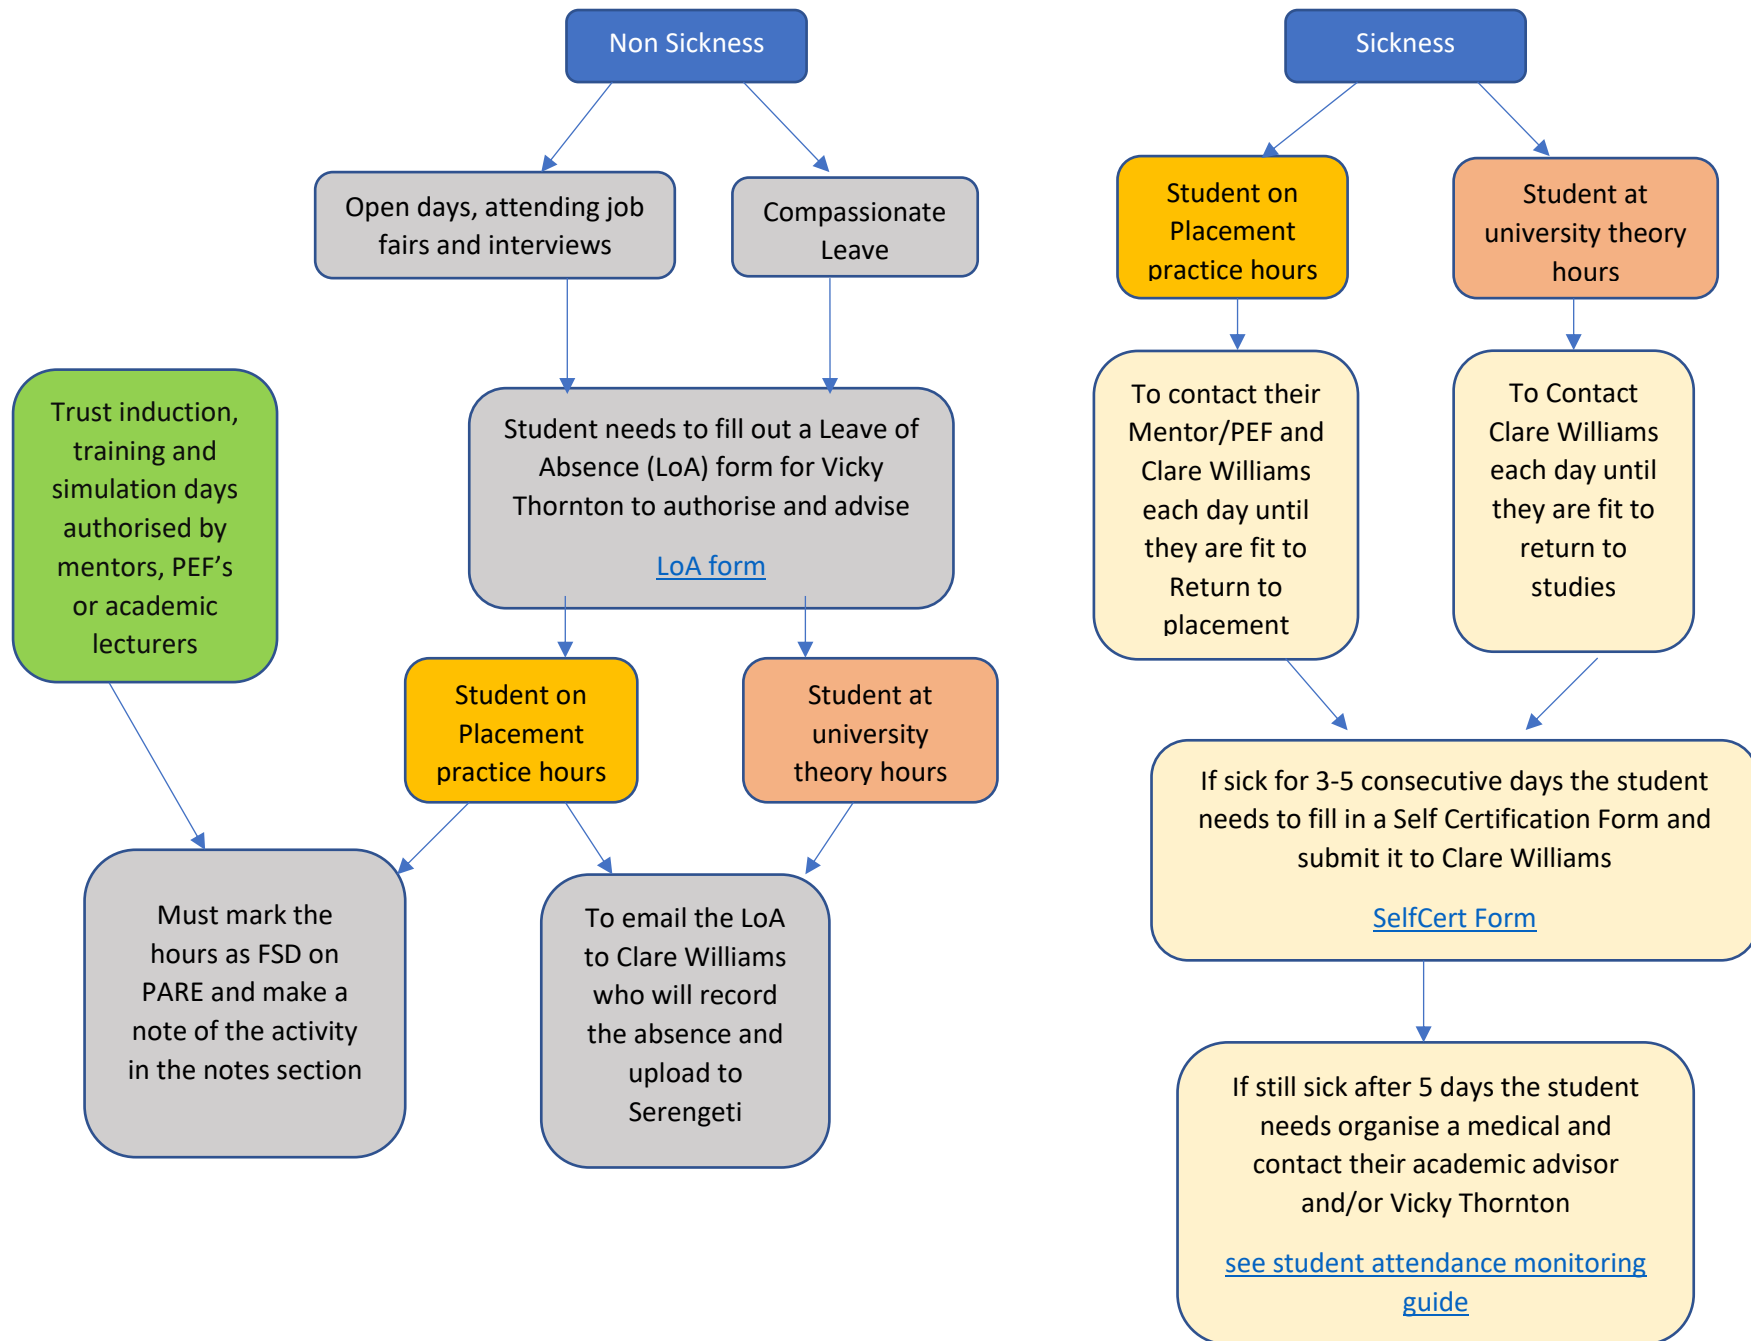 Non Sickness
Sickness
Open days, attending job
fairs and interviews
Compassionate
Leave
Student on
Placement
practice hours
Student at
university theory
hours
Trust induction,
training and
simulation days
authorised by
mentors, PEF’s
or academic
lecturers
Student needs to fill out a Leave of
Absence (LoA) form for Vicky
Thornton to authorise and advise
LoA form
To contact their
Mentor/PEF and
Clare Williams
each day until
they are fit to
Return to
placement
To Contact
Clare Williams
each day until
they are fit to
return to
studies
Student on
Placement
practice hours
Student at
university
theory hours
If sick for 3-5 consecutive days the student
needs to fill in a Self Certification Form and
submit it to Clare Williams
SelfCert Form
Must mark the
hours as FSD on
PARE and make a
note of the activity
in the notes section
To email the LoA
to Clare Williams
who will record
the absence and
upload to
Serengeti
If still sick after 5 days the student
needs organise a medical and
contact their academic advisor
and/or Vicky Thornton
see student attendance monitoring
guide